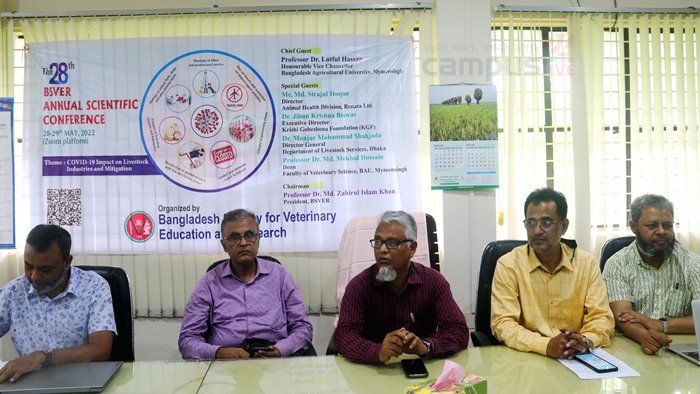 The 28th
BSVER
ANNUAL SCIENTIFIC
CONFERENCE
28-29th MAY, 2022
(Zoom platform)
Theme : COVID-19 Impact on Livestock
Industries and Mitigation
Chief Guest
Professor Dr. Lutful Hassan
Honourable Vice Chancellor
Bangladesh Agricultural University, Mymensingh
Special Guests
Mr. Md. Sirajul Hoque
Director
Animal Health Division, Renata Ltd.
Dr. Jiban Krishna Biswas
Executive Director
Krishi Gobeshona Foundation (KGF)
Dr. Monjur Mohammad Shahjada
Director General
Department of Livestock Services, Dhaka
Professor Dr. Md. Mokbul Hossain
Dean
Faculty of Veterinary Science, BAU, Mymensingh
Chairman
Professor Dr. Md. Zahirul Islam Khan
President, BSVER
Organized by
Bangladesh for Veterinary
Education Research
campus